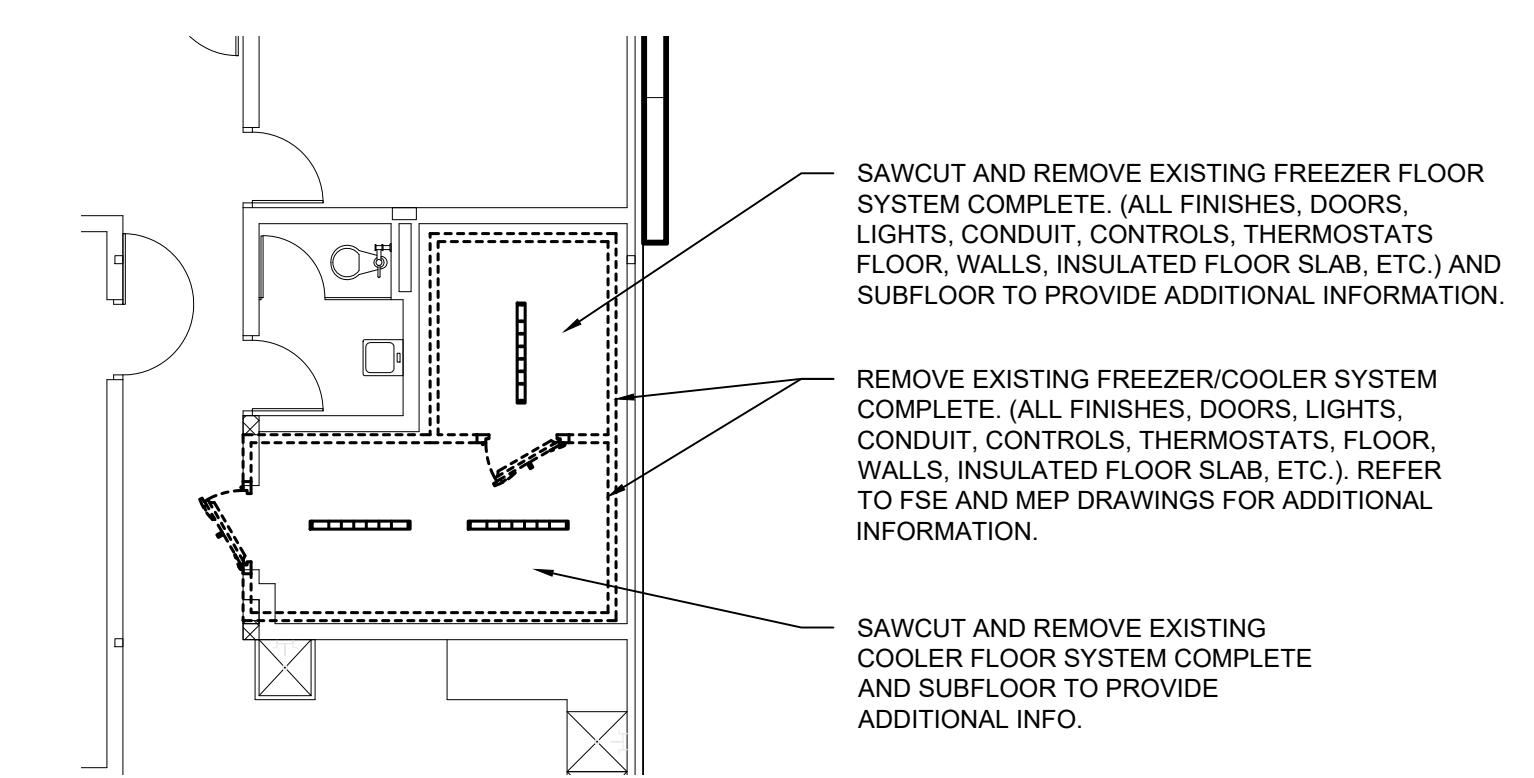 SAWCUT AND REMOVE EXISTING FREEZER FLOOR
SYSTEM COMPLETE. (ALL FINISHES, DOORS,
LIGHTS, CONDUIT, CONTROLS, THERMOSTATS
FLOOR, WALLS, INSULATED FLOOR SLAB, ETC.) AND
SUBFLOOR TO PROVIDE ADDITIONAL INFORMATION.
REMOVE EXISTING FREEZER/COOLER SYSTEM
COMPLETE. (ALL FINISHES, DOORS, LIGHTS,
CONDUIT, CONTROLS, THERMOSTATS, FLOOR,
WALLS, INSULATED FLOOR SLAB, ETC.). REFER
TO FSE AND MEP DRAWINGS FOR ADDITIONAL
INFORMATION.
SAWCUT AND REMOVE EXISTING
COOLER FLOOR SYSTEM COMPLETE
AND SUBFLOOR TO PROVIDE
ADDITIONAL INFO.